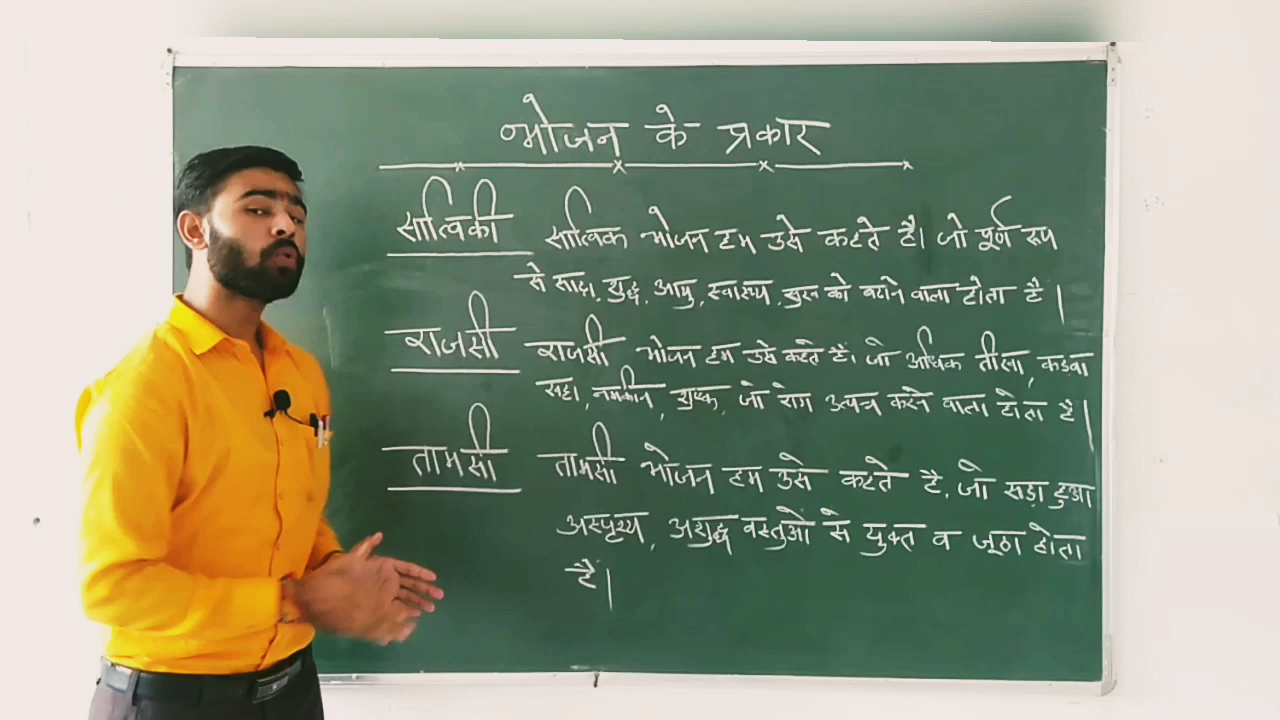 भोजन के प्रकार
सात्विकी सात्विक भोजन हम उसे कहते है। जो पूर्ण रूप
से सादा, शुद्ध, आयु, स्वास्थ्य, सुख को बढाने वाला होता है।
राजसी राजसी भोजन हम उसे कहते है। जो अधिक तीखा, कडवा
खट्टा, नमकीन, शुष्क, जो रोग उत्पन्न करने वाला होता है।
तामसी तामसी भोजन हम उसे कहते है, जो सड़ा हुआ
अस्पृश्य, अशुद्ध वस्तुओ से युक्त व जूठा होता
है।